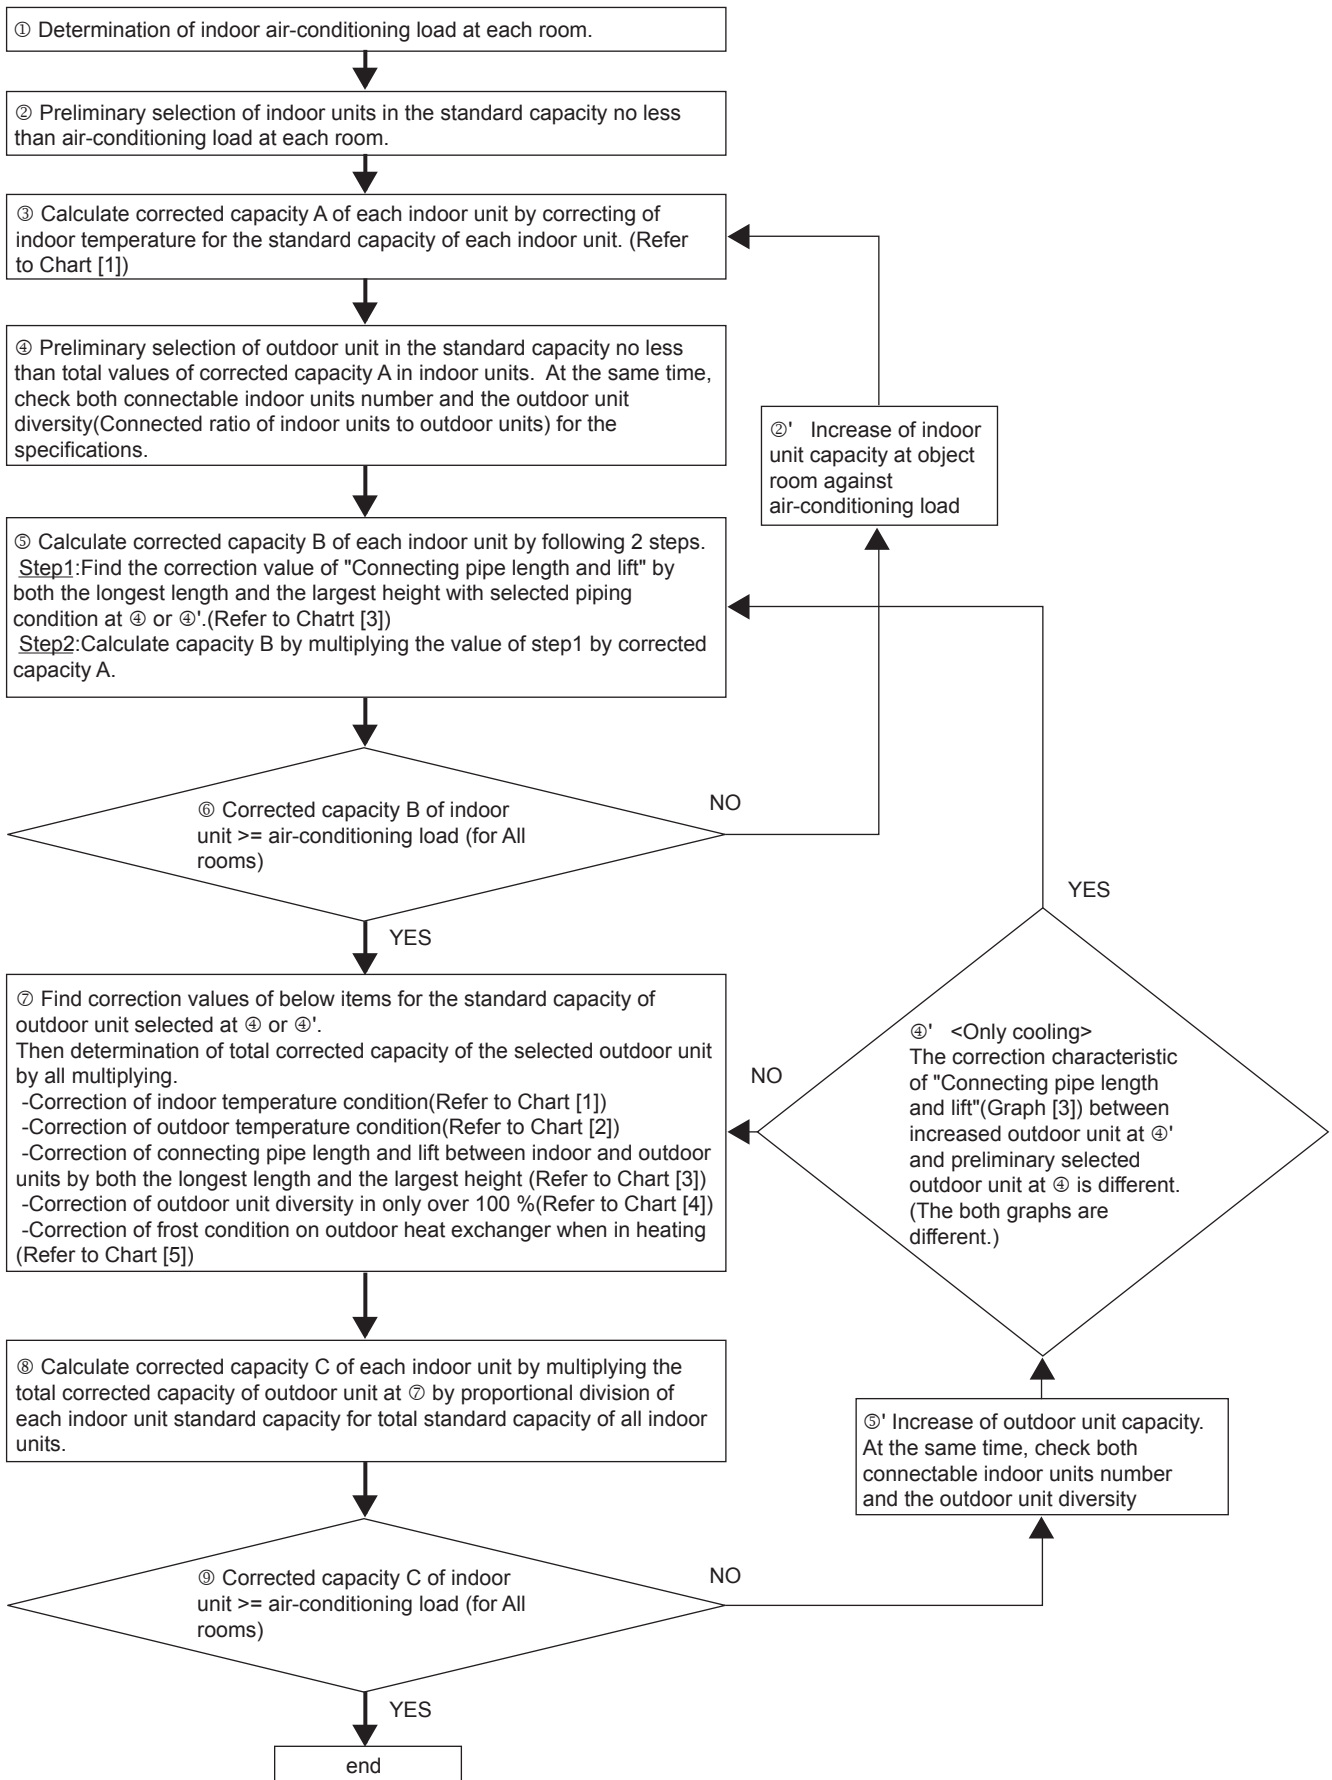 ① Determination of indoor air-conditioning load at each room.
② Preliminary selection of indoor units in the standard capacity no less
than air-conditioning load at each room.
③ Calculate corrected capacity A of each indoor unit by correcting of
indoor temperature for the standard capacity of each indoor unit. (Refer
to Chart [1])
④ Preliminary selection of outdoor unit in the standard capacity no less
than total values of corrected capacity A in indoor units.  At the same time,
check both connectable indoor units number and the outdoor unit
diversity(Connected ratio of indoor units to outdoor units) for the
specifications.
②'   Increase of indoor
unit capacity at object
room against
air-conditioning load
⑤ Calculate corrected capacity B of each indoor unit by following 2 steps.
Step1:Find the correction value of "Connecting pipe length and lift" by
both the longest length and the largest height with selected piping
condition at ④ or ④'.(Refer to Chatrt [3])
Step2:Calculate capacity B by multiplying the value of step1 by corrected
capacity A.
⑥ Corrected capacity B of indoor
unit >= air-conditioning load (for All
rooms)
NO
YES
YES
⑦ Find correction values of below items for the standard capacity of
outdoor unit selected at ④ or ④'.
Then determination of total corrected capacity of the selected outdoor unit
by all multiplying.
-Correction of indoor temperature condition(Refer to Chart [1])
-Correction of outdoor temperature condition(Refer to Chart [2])
-Correction of connecting pipe length and lift between indoor and outdoor
units by both the longest length and the largest height (Refer to Chart [3])
-Correction of outdoor unit diversity in only over 100 %(Refer to Chart [4])
-Correction of frost condition on outdoor heat exchanger when in heating
(Refer to Chart [5])
NO
④'   <Only cooling>
The correction characteristic
of "Connecting pipe length
and lift"(Graph [3]) between
increased outdoor unit at ④'
and preliminary selected
outdoor unit at ④ is different.
(The both graphs are
different.)
⑧ Calculate corrected capacity C of each indoor unit by multiplying the
total corrected capacity of outdoor unit at ⑦ by proportional division of
each indoor unit standard capacity for total standard capacity of all indoor
units.
⑤' Increase of outdoor unit capacity.
At the same time, check both
connectable indoor units number
and the outdoor unit diversity
⑨ Corrected capacity C of indoor
unit >= air-conditioning load (for All
rooms)
NO
YES
end